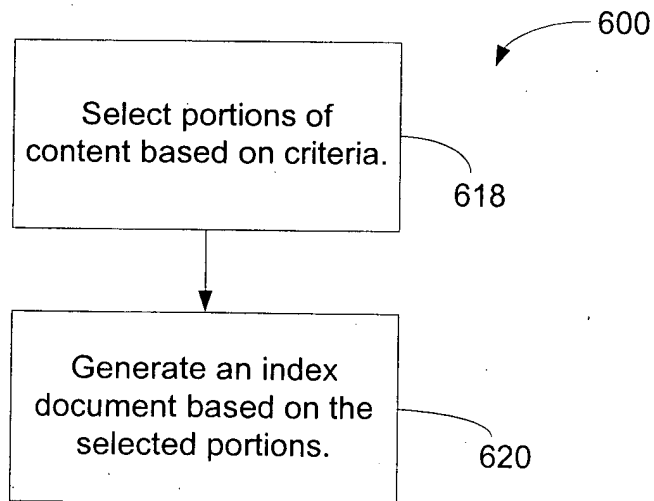 600
Select portions of
content based on criteria.
618
Generate an index
document based on the
selected portions.
620